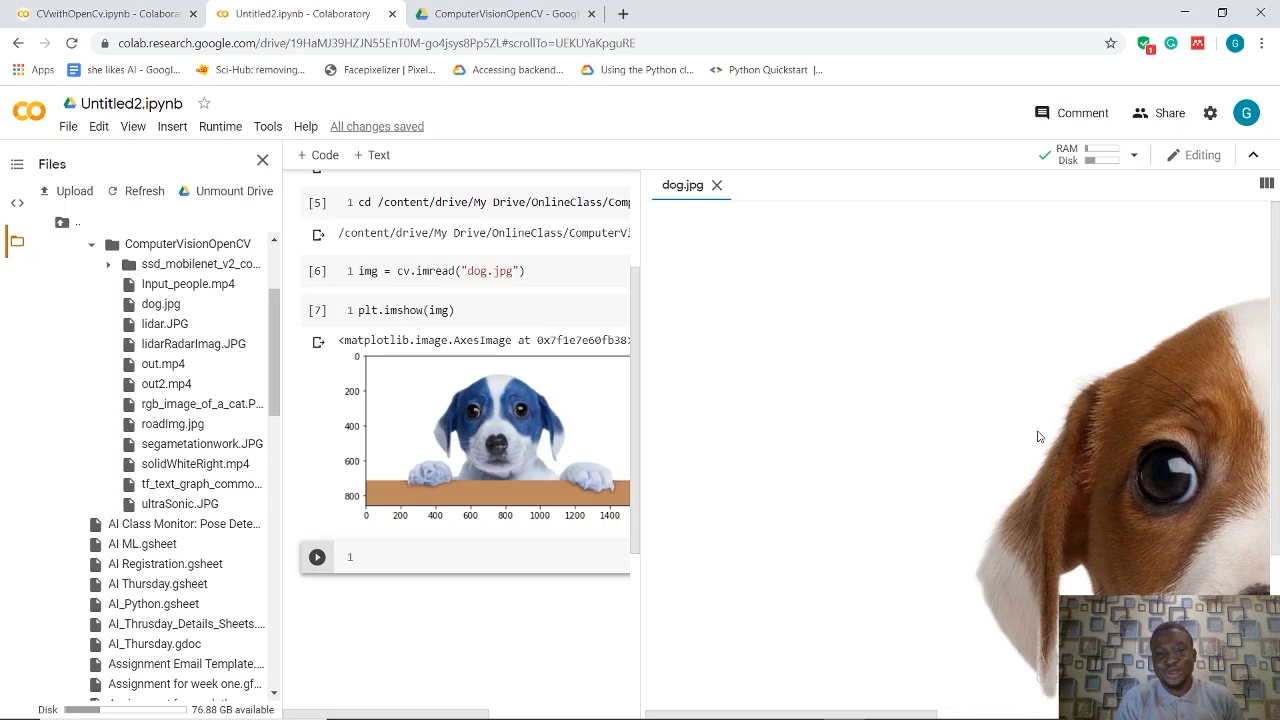 CVwithOpenCV.ipynb - Colaborato
Untitled2.ipynb - Colaboratory
ComputerVisionOpenCV - Googl
colab.research.google.com/drive/19HaMJ39HZJN55EnT0M-go4jsys8Pp5Z0#scrollTo=UEKUYaKpguRE
1
G
Apps
she likes AI - Googl...
Sci-Hub: removing...
Facepixelizer | Pixel...
Accessing backend...
Using the Python cl...
Python Quickstart |...
Untitled2.ipynb
Comment
Share
G
File Edit View Insert Runtime Tools Help All changes saved
Files
+ Code + Text
RAM
Disk
Editing
Upload Refresh Unmount Drive
dog.jpg
..
ComputerVisionOpenCV
ssd_mobilenet_v2_co...
Input_people.mp4
dog.jpg
lidar.JPG
lidarRadarImag.JPG
out.mp4
out2.mp4
rgb_image_of_a_cat.P...
roadImg.jpg
segametationwork.JPG
solidWhiteRight.mp4
tf_text_graph_commo...
ultraSonic.JPG
AI Class Monitor: Pose Dete...
AI ML.gsheet
AI Registration.gsheet
AI Thursday.gsheet
AI_Python.gsheet
AI_Thrusday_Details_Sheets....
AI_Thursday.gdoc
Assignment Email Template....
Assignment for week one.gf...
Disk 76.88 GB available
[5] 1 cd /content/drive/My Drive/OnlineClass/Comp
/content/drive/My Drive/OnlineClass/ComputerVi
[6] 1 img = cv.imread("dog.jpg")
[7] 1 plt.imshow(img)
<matplotlib.image.AxesImage at 0x7f1e7e60fb38>
0
200
400
600
800
0 200 400 600 800 1000 1200 1400
1